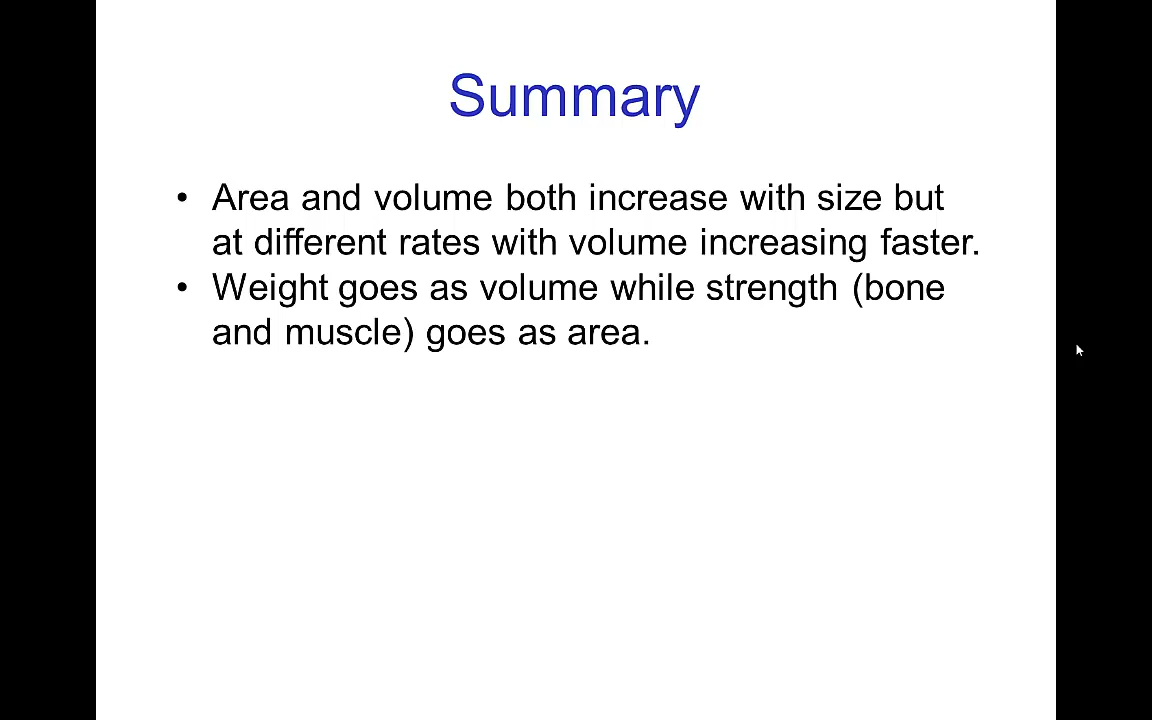 Summary
• Area and volume both increase with size but
at different rates with volume increasing faster.
• Weight goes as volume while strength (bone
and muscle) goes as area.